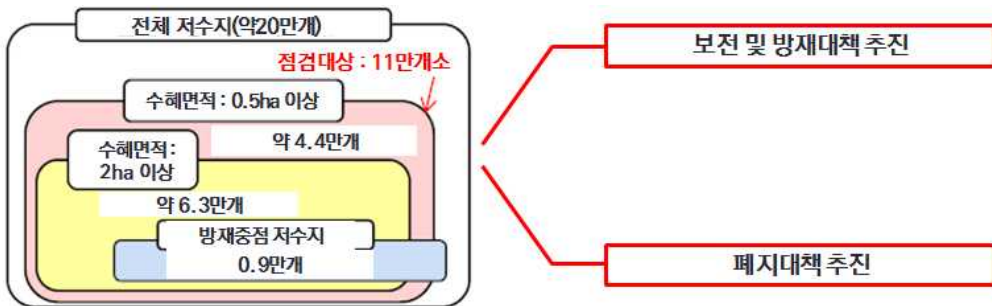 전체 저수지(약20만개)
점검대상 : 11만개소
수혜면적 : 0.5ha 이상
약 4.4만개
수혜면적 :
2ha 이상
약 6.3만개
방재중점 저수지
0.9만개
보전 및 방재대책 추진
폐지대책 추진